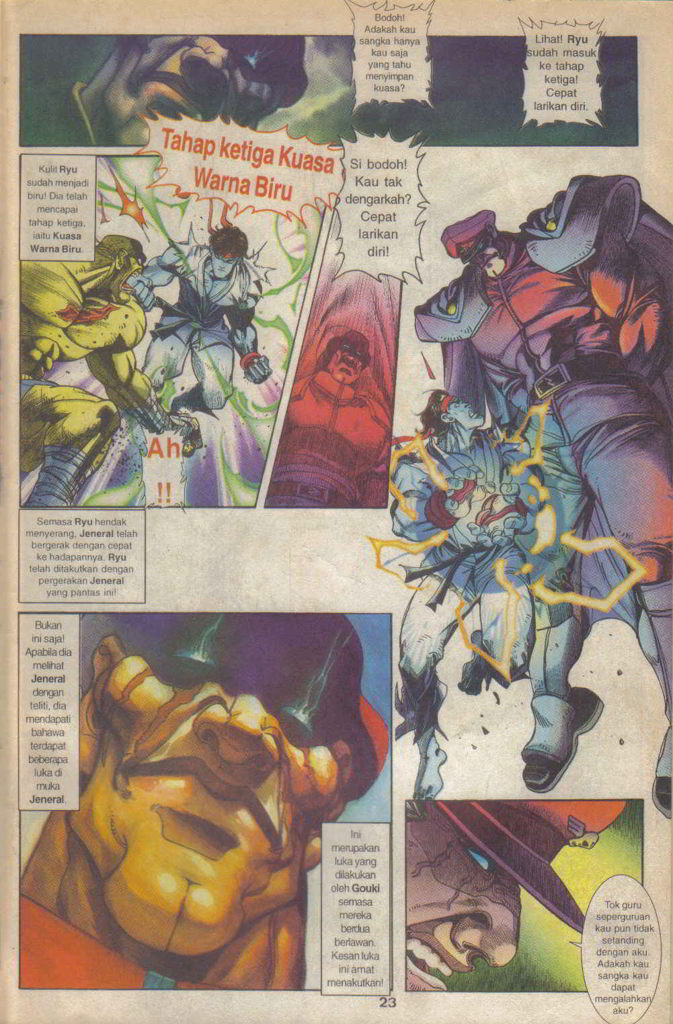 Bodoh!
Adakah kau
sangka hanya
kau saja
yang tahu
menyimpan
kuasa?
Lihat! Ryu
sudah masuk
ke tahap
ketiga!
Cepat
larikan diri.
Tahap ketiga Kuasa
Warna Biru
Si bodoh!
Kau tak
dengarkah?
Cepat
larikan
diri!
Kulit Ryu
sudah menjadi
biru! Dia telah
mencapai
tahap ketiga,
iaitu Kuasa
Warna Biru.
Ah
!!
Semasa Ryu hendak
menyerang, Jeneral telah
bergerak dengan cepat
ke hadapannya. Ryu
telah ditakutkan dengan
pergerakan Jeneral
yang pantas ini!
Bukan
ini saja!
Apabila dia
melihat
Jeneral
dengan
teliti, dia
mendapati
bahawa
terdapat
beberapa
luka di
muka
Jeneral.
Ini
merupakan
luka yang
dilakukan
oleh Gouki
semasa
mereka
berdua
berlawan.
Kesan luka
ini amat
menakutkan!
Tok guru
seperguruan
kau pun tidak
setanding
dengan aku.
Adakah kau
sangka kau
dapat
mengalahkan
aku?
23